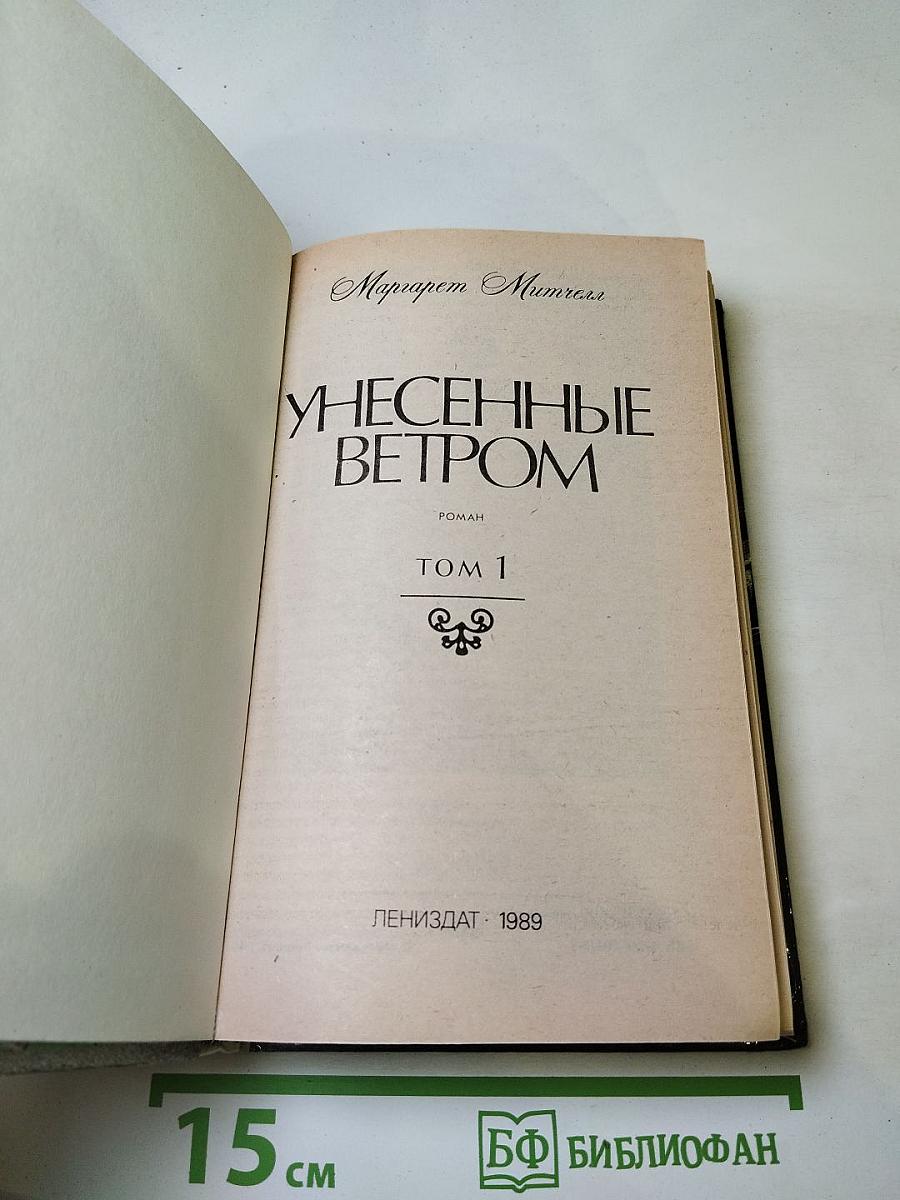 Маргарет Митчелл
УНЕСЕННЫЕ
ВЕТРОМ
РОМАН
ТОМ 1
ЛЕНИЗДАТ · 1989
15 см
БФ БИБЛИОФАН